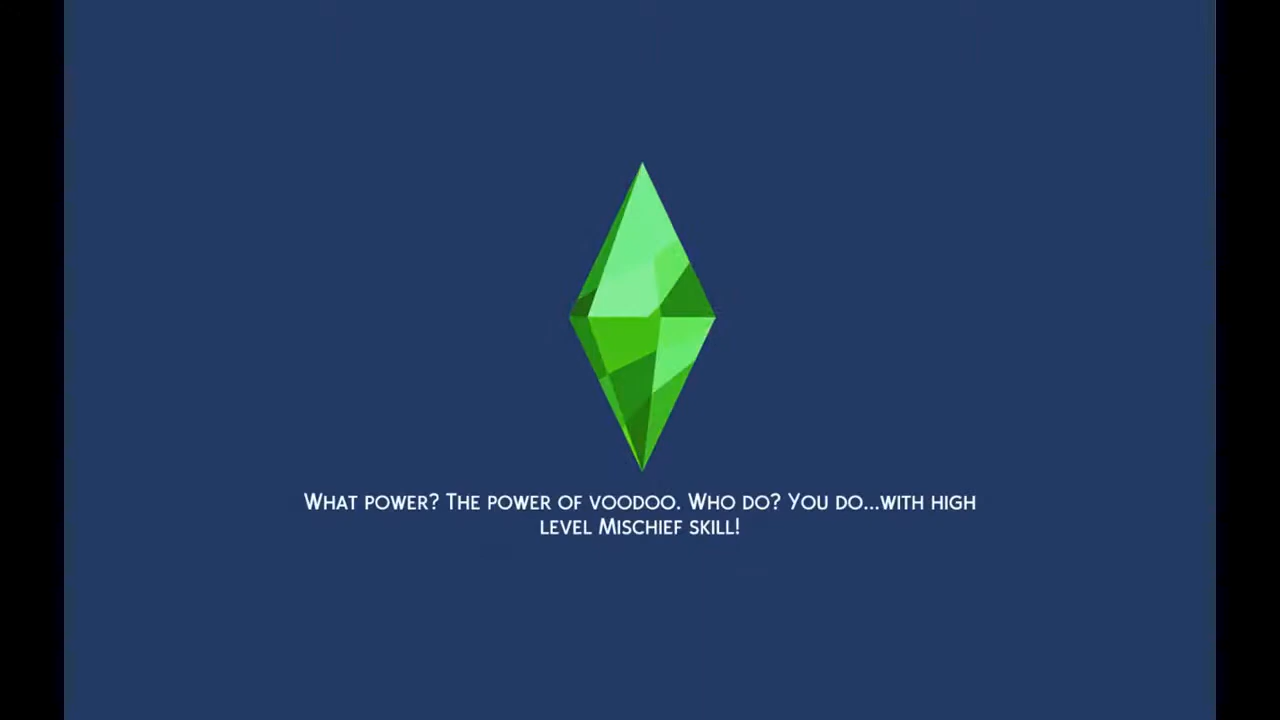 What power? The power of voodoo. Who do? You do...with high
level Mischief skill!